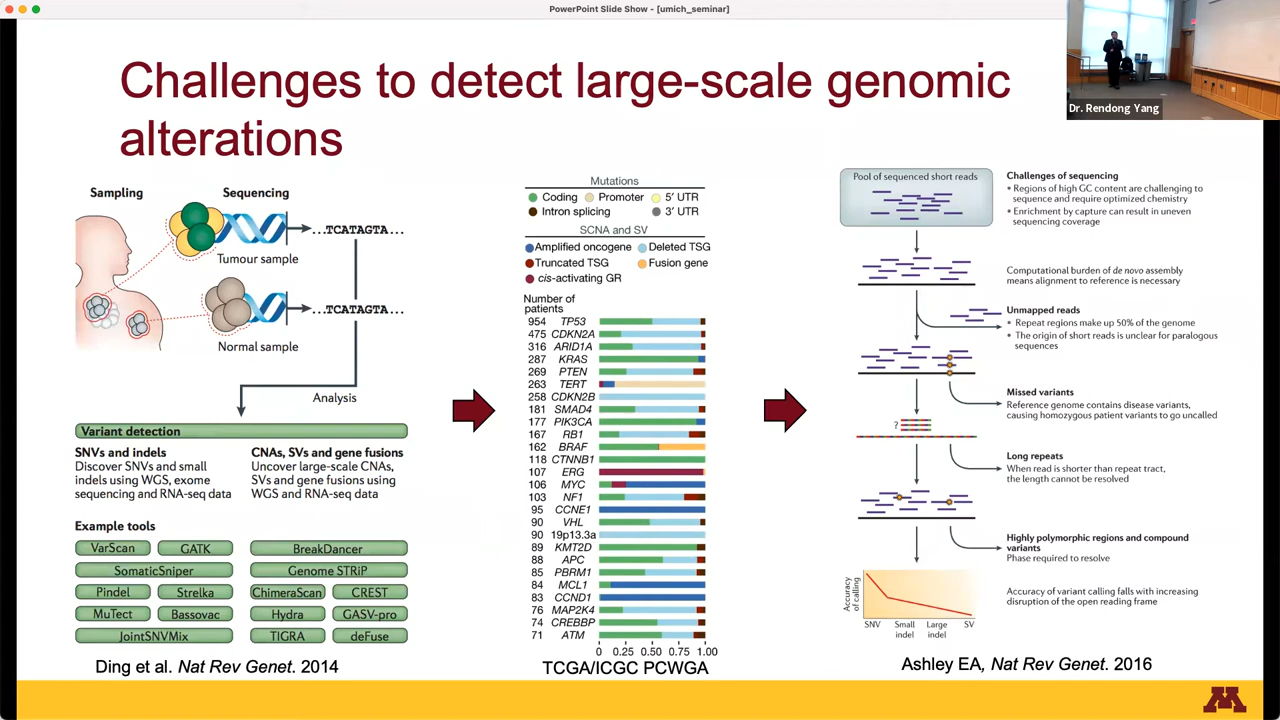 PowerPoint Slide Show - [umich_seminar]
Dr. Rendong Yang
Challenges to detect large-scale genomic
alterations
Sampling
Sequencing
...TCATAGTA...
Tumour sample
...TCATAGTA...
Normal sample
Analysis
Variant detection
SNVs and indels
Discover SNVs and small
indels using WGS, exome
sequencing and RNA-seq data
CNAs, SVs and gene fusions
Uncover large-scale CNAs,
SVs and gene fusions using
WGS and RNA-seq data
Example tools
VarScan
GATK
BreakDancer
SomaticSniper
Genome STRiP
Pindel
Strelka
ChimeraScan
CREST
MuTect
Bassovac
Hydra
GASV-pro
JointSNVMix
TIGRA
deFuse
Ding et al. Nat Rev Genet. 2014
Mutations
Coding
Promoter
5′ UTR
Intron splicing
3′ UTR
SCNA and SV
Amplified oncogene
Deleted TSG
Truncated TSG
Fusion gene
cis-activating GR
Number of
patients
954 TP53
475 CDKN2A
316 ARID1A
287 KRAS
269 PTEN
263 TERT
258 CDKN2B
181 SMAD4
177 PIK3CA
167 RB1
162 BRAF
118 CTNNB1
107 ERG
106 MYC
103 NF1
95 CCNE1
90 VHL
90 19p13.3a
89 KMT2D
88 APC
85 PBRM1
84 MCL1
83 CCND1
76 MAP2K4
74 CREBBP
71 ATM
0 0.25 0.50 0.75 1.00
TCGA/ICGC PCWGA
Pool of sequenced short reads
Challenges of sequencing
• Regions of high GC content are challenging to
sequence and require optimized chemistry
• Enrichment by capture can result in uneven
sequencing coverage
Computational burden of de novo assembly
means alignment to reference is necessary
Unmapped reads
• Repeat regions make up 50% of the genome
• The origin of short reads is unclear for paralogous
sequences
Missed variants
Reference genome contains disease variants,
causing homozygous patient variants to go uncalled
?
Long repeats
When read is shorter than repeat tract,
the length cannot be resolved
Highly polymorphic regions and compound
variants
Phase required to resolve
Accuracy
of calling
SNV
Small
indel
Large
indel
SV
Accuracy of variant calling falls with increasing
disruption of the open reading frame
Ashley EA, Nat Rev Genet. 2016
M